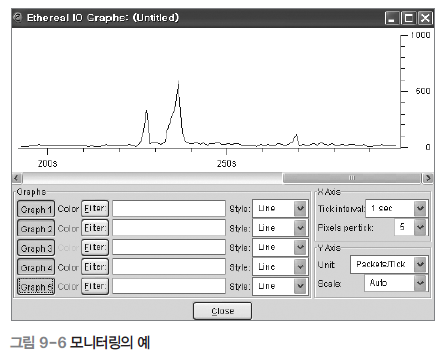 Ethereal IO Graphs: (Untitled)
1000
500
0
200s 250s
Graphs
Graph 1 Color Filter: Style: Line
Graph 2 Color Filter: Style: Line
Graph 3 Color Filter: Style: Line
Graph 4 Color Filter: Style: Line
Graph 5 Color Filter: Style: Line
X Axis
Tick interval: 1 sec
Pixels per tick: 5
Y Axis
Unit: Packets/Tick
Scale: Auto
Close
그림 9-6 모니터링의 예